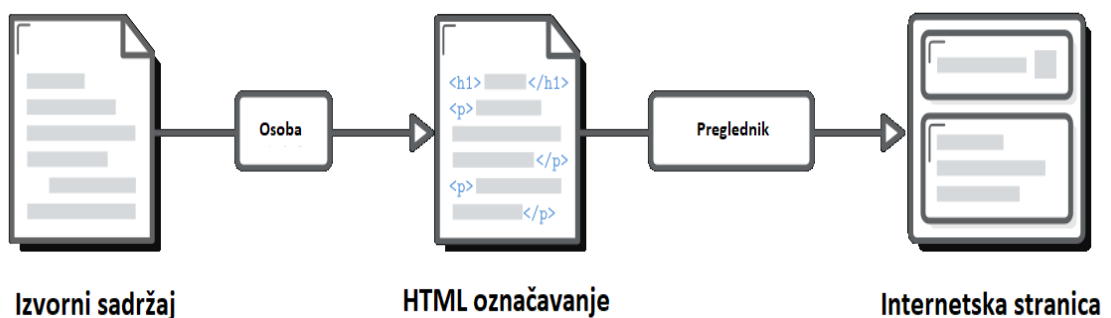 <h1> </h1>
<p>
</p>
<p>
</p>
Osoba
Preglednik
Izvorni sadržaj
HTML označavanje
Internetska stranica